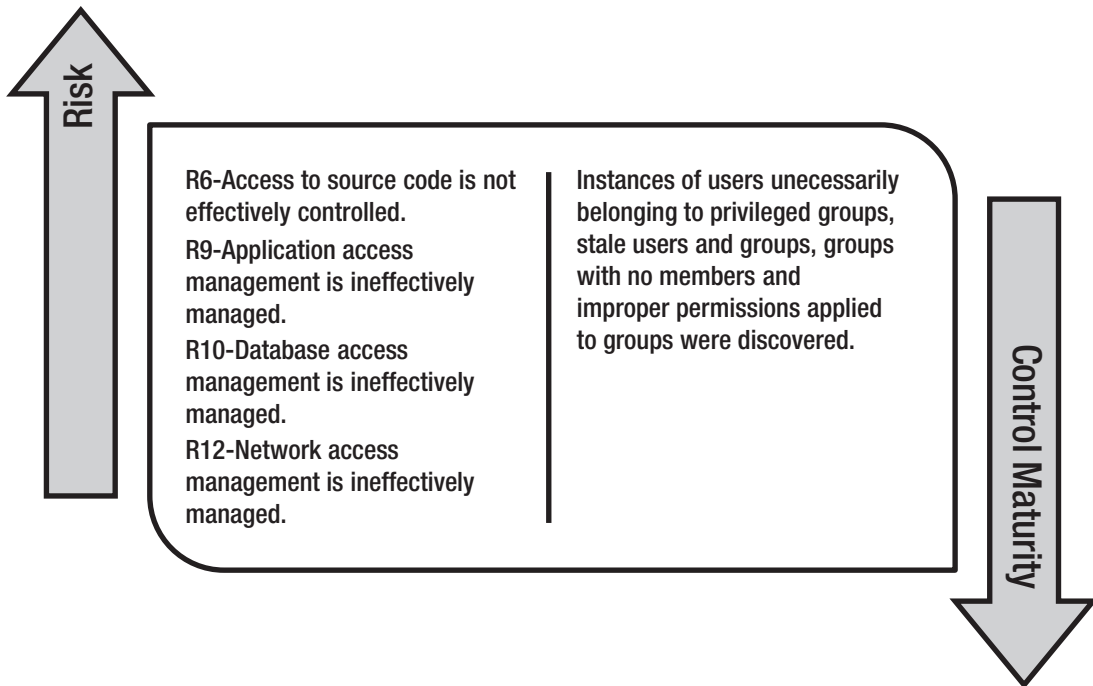 Risk
R6-Access to source code is not
effectively controlled.
R9-Application access
management is ineffectively
managed.
R10-Database access
management is ineffectively
managed.
R12-Network access
management is ineffectively
managed.
Instances of users unecessarily
belonging to privileged groups,
stale users and groups, groups
with no members and
improper permissions applied
to groups were discovered.
Control Maturity